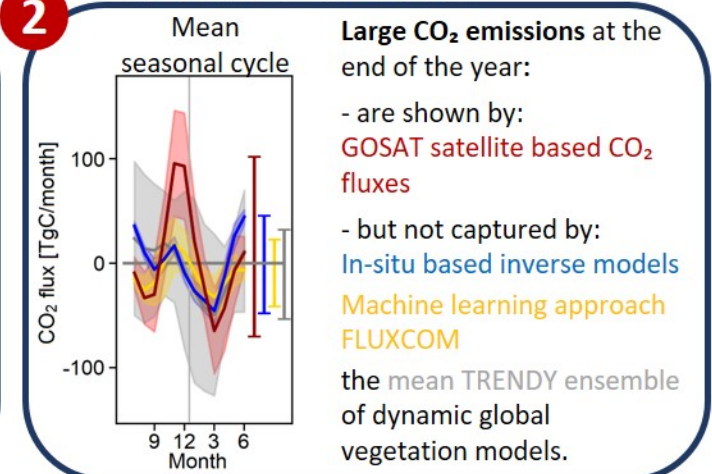 2
Mean
seasonal cycle
CO₂ flux [TgC/month]
100
0
-100
9 12 3 6
Month
Large CO₂ emissions at the
end of the year:
- are shown by:
GOSAT satellite based CO₂
fluxes
- but not captured by:
In-situ based inverse models
Machine learning approach
FLUXCOM
the mean TRENDY ensemble
of dynamic global
vegetation models.